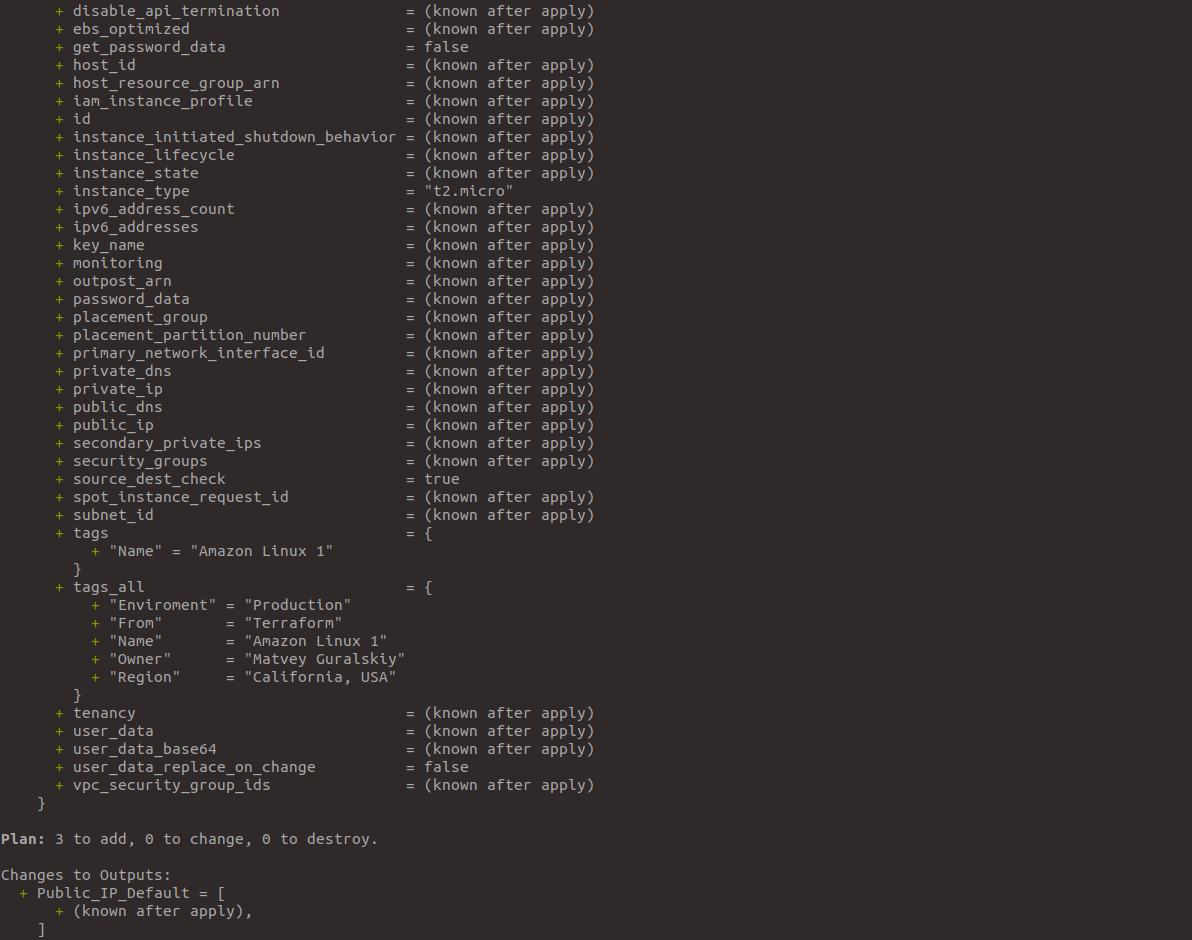 + disable_api_termination = (known after apply)
+ ebs_optimized = (known after apply)
+ get_password_data = false
+ host_id = (known after apply)
+ host_resource_group_arn = (known after apply)
+ iam_instance_profile = (known after apply)
+ id = (known after apply)
+ instance_initiated_shutdown_behavior = (known after apply)
+ instance_lifecycle = (known after apply)
+ instance_state = (known after apply)
+ instance_type = "t2.micro"
+ ipv6_address_count = (known after apply)
+ ipv6_addresses = (known after apply)
+ key_name = (known after apply)
+ monitoring = (known after apply)
+ outpost_arn = (known after apply)
+ password_data = (known after apply)
+ placement_group = (known after apply)
+ placement_partition_number = (known after apply)
+ primary_network_interface_id = (known after apply)
+ private_dns = (known after apply)
+ private_ip = (known after apply)
+ public_dns = (known after apply)
+ public_ip = (known after apply)
+ secondary_private_ips = (known after apply)
+ security_groups = (known after apply)
+ source_dest_check = true
+ spot_instance_request_id = (known after apply)
+ subnet_id = (known after apply)
+ tags = {
+ "Name" = "Amazon Linux 1"
}
+ tags_all = {
+ "Enviroment" = "Production"
+ "From" = "Terraform"
+ "Name" = "Amazon Linux 1"
+ "Owner" = "Matvey Guralskiy"
+ "Region" = "California, USA"
}
+ tenancy = (known after apply)
+ user_data = (known after apply)
+ user_data_base64 = (known after apply)
+ user_data_replace_on_change = false
+ vpc_security_group_ids = (known after apply)
}
Plan: 3 to add, 0 to change, 0 to destroy.
Changes to Outputs:
+ Public_IP_Default = [
+ (known after apply),
]